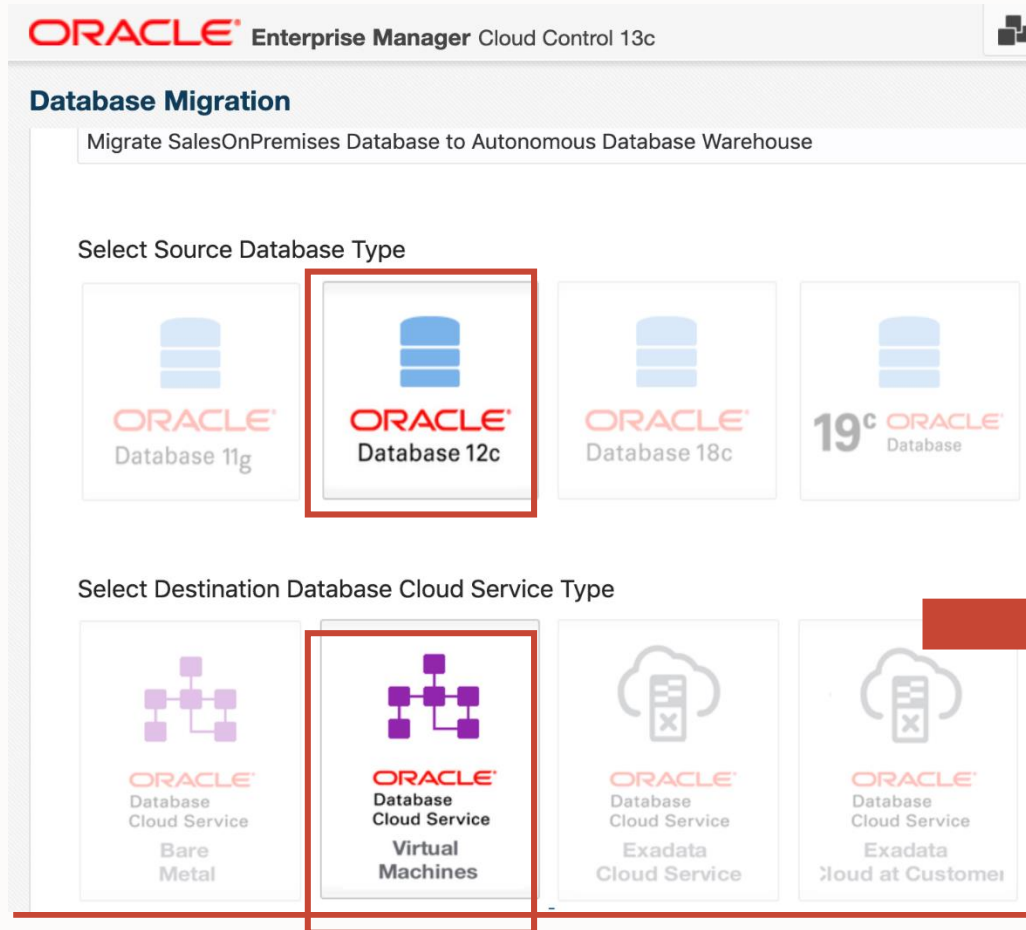 ORACLE Enterprise Manager Cloud Control 13c
Database Migration
Migrate SalesOnPremises Database to Autonomous Database Warehouse
Select Source Database Type
ORACLE
Database 11g
ORACLE
Database 12c
ORACLE
Database 18c
19c ORACLE
Database
Select Destination Database Cloud Service Type
ORACLE
Database
Cloud Service
Bare
Metal
ORACLE
Database
Cloud Service
Virtual
Machines
ORACLE
Database
Cloud Service
Exadata
Cloud Service
ORACLE
Database
Cloud Service
Exadata
loud at Customer